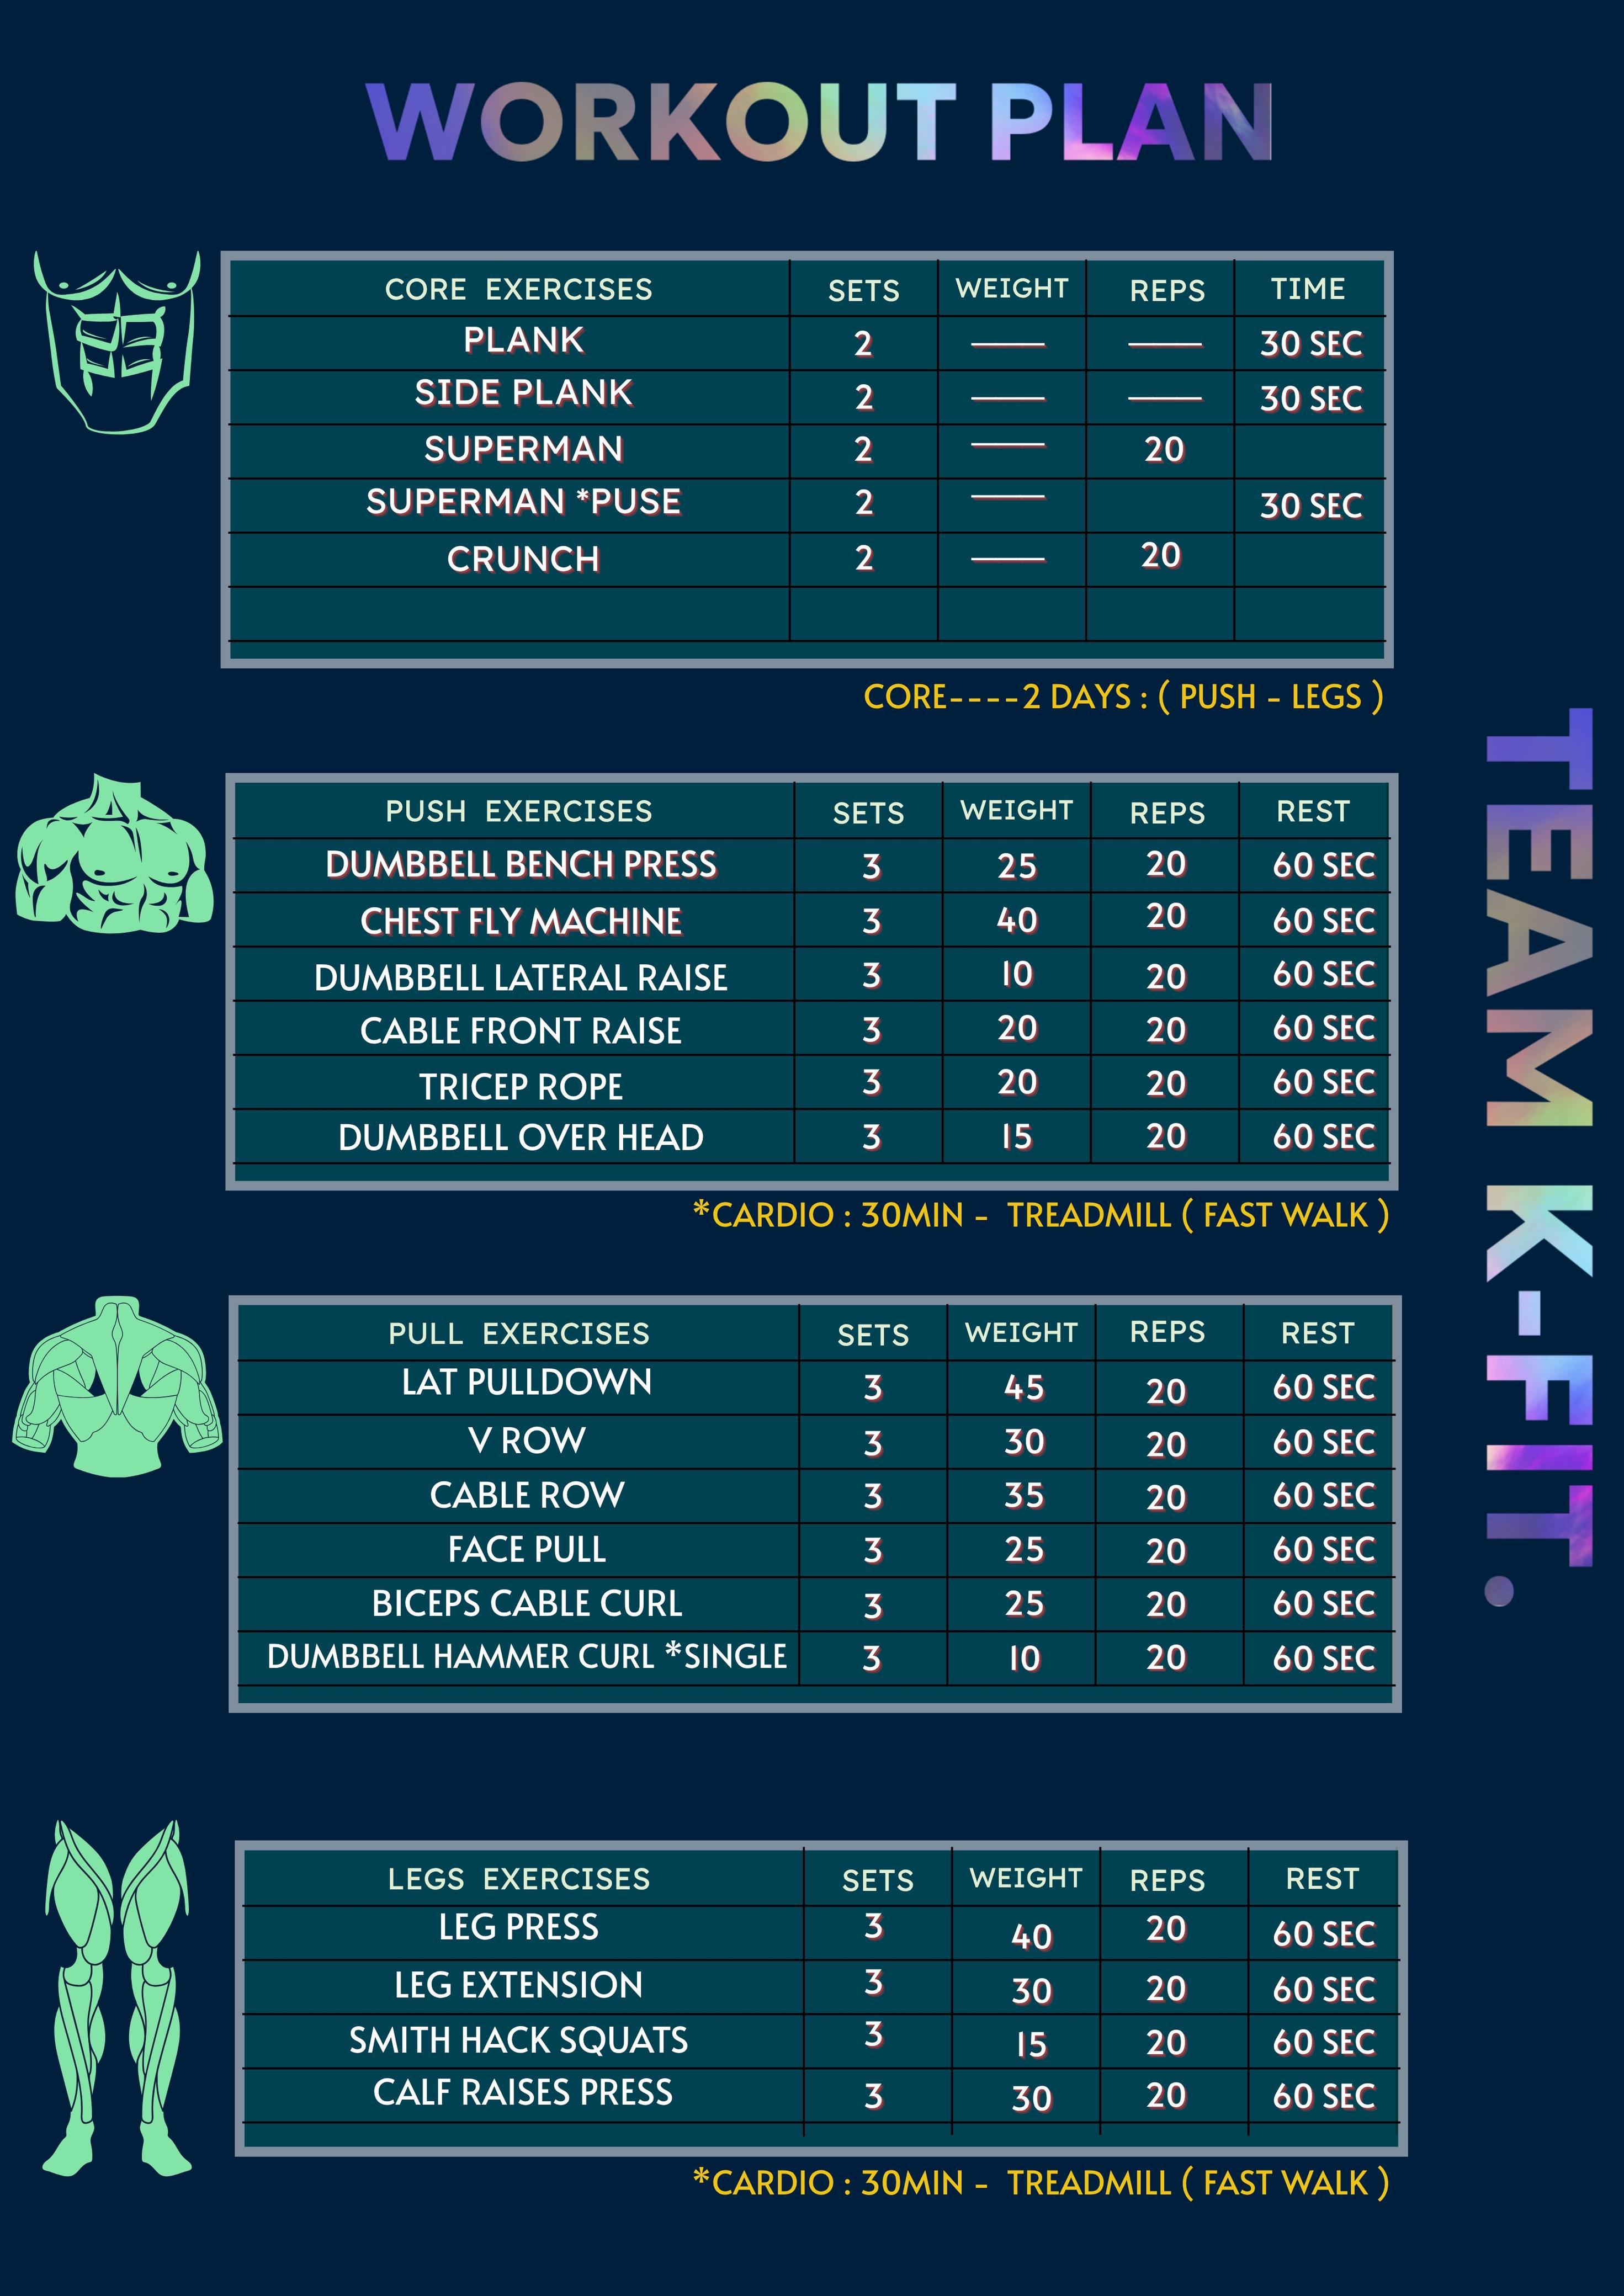 WORKOUT PLAN
CORE EXERCISES SETS WEIGHT REPS TIME
PLANK 2 —— —— 30 SEC
SIDE PLANK 2 —— —— 30 SEC
SUPERMAN 2 —— 20
SUPERMAN *PUSE 2 —— 30 SEC
CRUNCH 2 —— 20
CORE----2 DAYS : ( PUSH - LEGS )
PUSH EXERCISES SETS WEIGHT REPS REST
DUMBBELL BENCH PRESS 3 25 20 60 SEC
CHEST FLY MACHINE 3 40 20 60 SEC
DUMBBELL LATERAL RAISE 3 10 20 60 SEC
CABLE FRONT RAISE 3 20 20 60 SEC
TRICEP ROPE 3 20 20 60 SEC
DUMBBELL OVER HEAD 3 15 20 60 SEC
*CARDIO : 30MIN - TREADMILL ( FAST WALK )
PULL EXERCISES SETS WEIGHT REPS REST
LAT PULLDOWN 3 45 20 60 SEC
V ROW 3 30 20 60 SEC
CABLE ROW 3 35 20 60 SEC
FACE PULL 3 25 20 60 SEC
BICEPS CABLE CURL 3 25 20 60 SEC
DUMBBELL HAMMER CURL *SINGLE 3 10 20 60 SEC
LEGS EXERCISES SETS WEIGHT REPS REST
LEG PRESS 3 40 20 60 SEC
LEG EXTENSION 3 30 20 60 SEC
SMITH HACK SQUATS 3 15 20 60 SEC
CALF RAISES PRESS 3 30 20 60 SEC
*CARDIO : 30MIN - TREADMILL ( FAST WALK )
TEAM K-FIT.